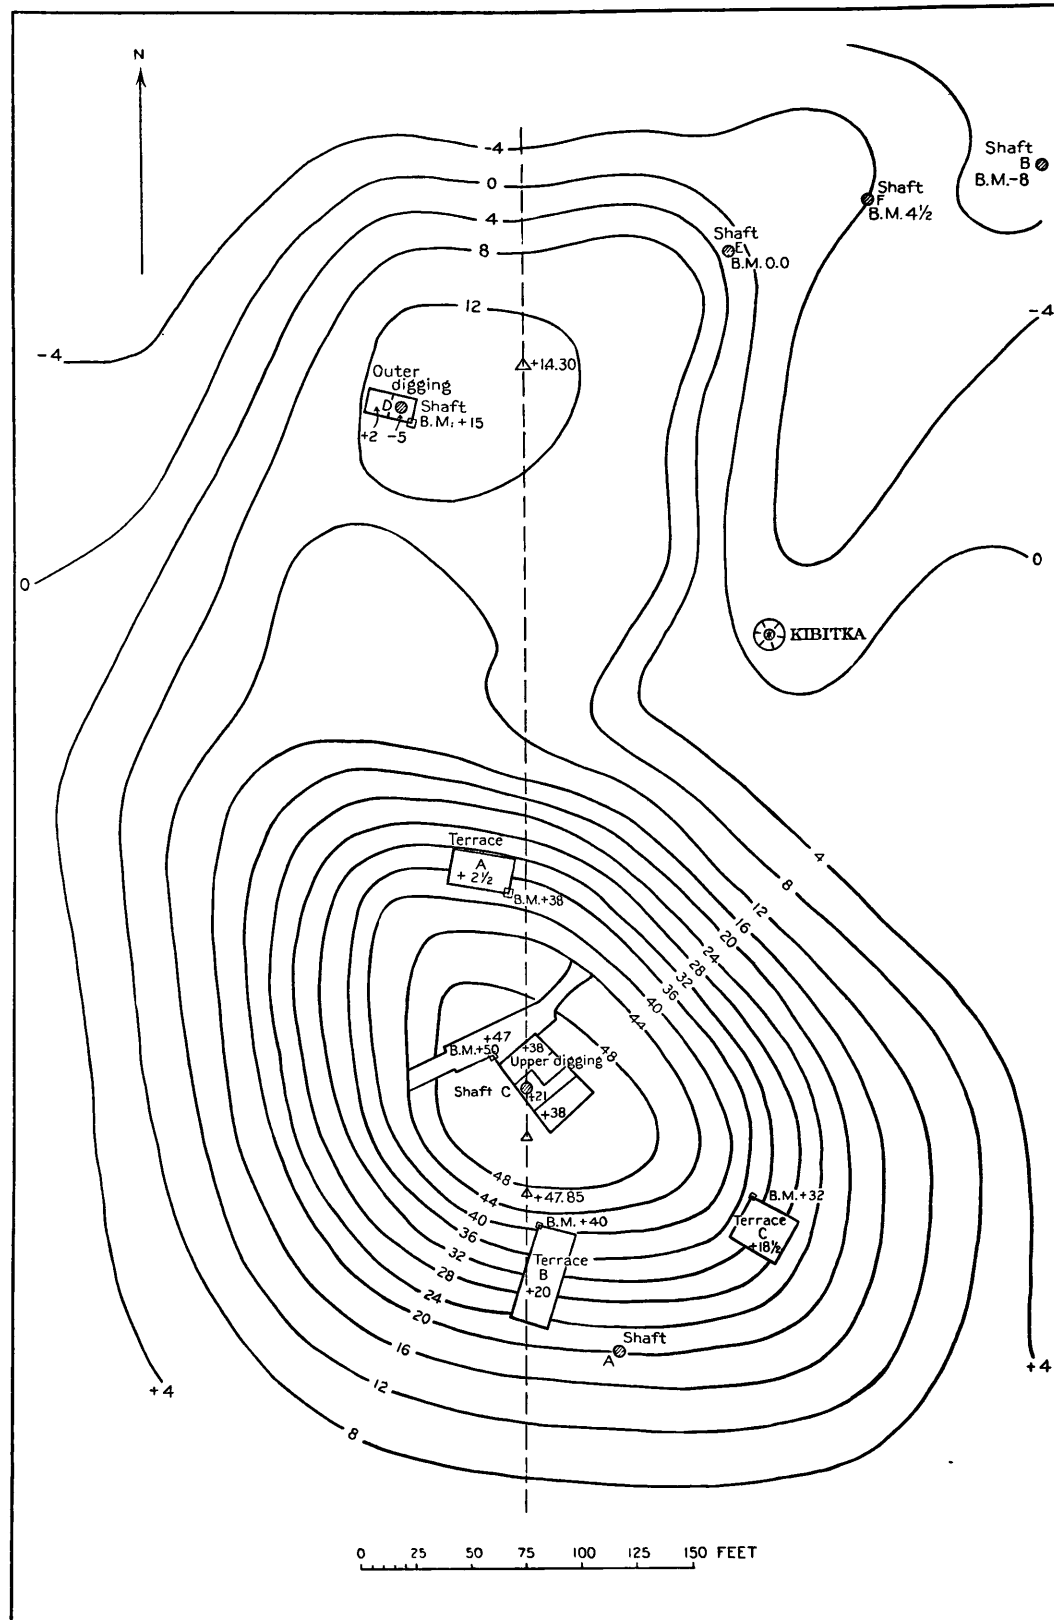 N
-4
0
4
8
12
Shaft
B
B.M.-8
Shaft
F
B.M. 4½
Shaft
E
B.M. 0.0
-4
-4
+14.30
Outer
digging
D
Shaft
B.M. +15
+2 -5
0
0
KIBITKA
Terrace
A
+ 2½
B.M.+38
4
8
12
16
20
24
28
32
36
40
44
48
+47
B.M.+50
+38
Upper digging
Shaft C
+21
+38
48
44
40
36
32
28
24
20
16
12
8
+47.85
B.M. +40
Terrace
B
+20
B.M.+32
Terrace
C
+18½
Shaft
A
+4
+4
0 25 50 75 100 150 FEET